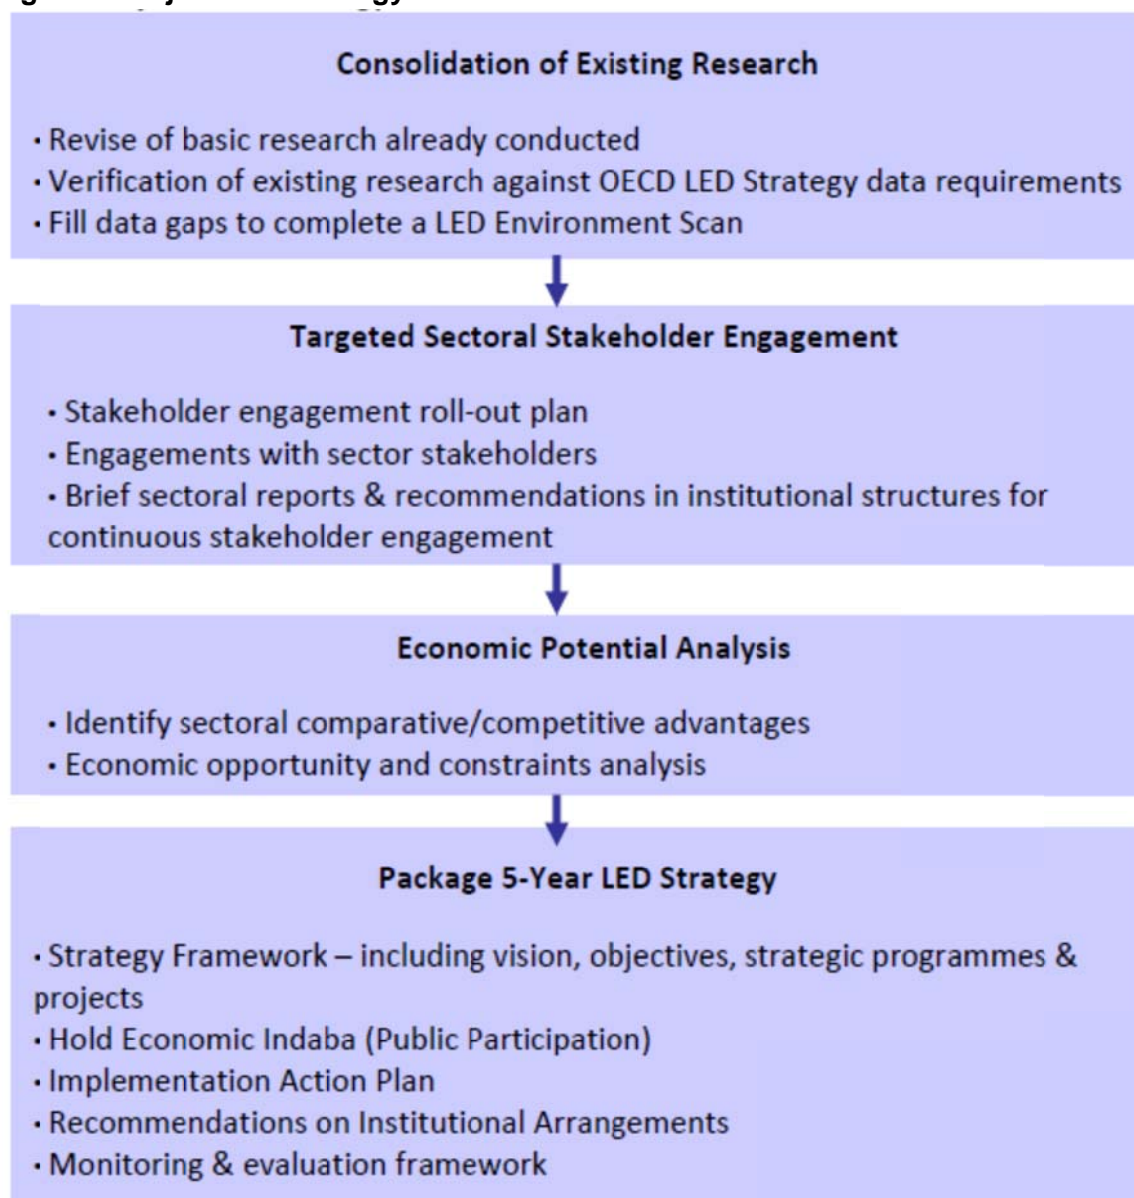 Consolidation of Existing Research
· Revise of basic research already conducted
· Verification of existing research against OECD LED Strategy data requirements
· Fill data gaps to complete a LED Environment Scan
Targeted Sectoral Stakeholder Engagement
· Stakeholder engagement roll-out plan
· Engagements with sector stakeholders
· Brief sectoral reports & recommendations in institutional structures for
continuous stakeholder engagement
Economic Potential Analysis
· Identify sectoral comparative/competitive advantages
· Economic opportunity and constraints analysis
Package 5-Year LED Strategy
· Strategy Framework – including vision, objectives, strategic programmes &
projects
· Hold Economic Indaba (Public Participation)
· Implementation Action Plan
· Recommendations on Institutional Arrangements
· Monitoring & evaluation framework